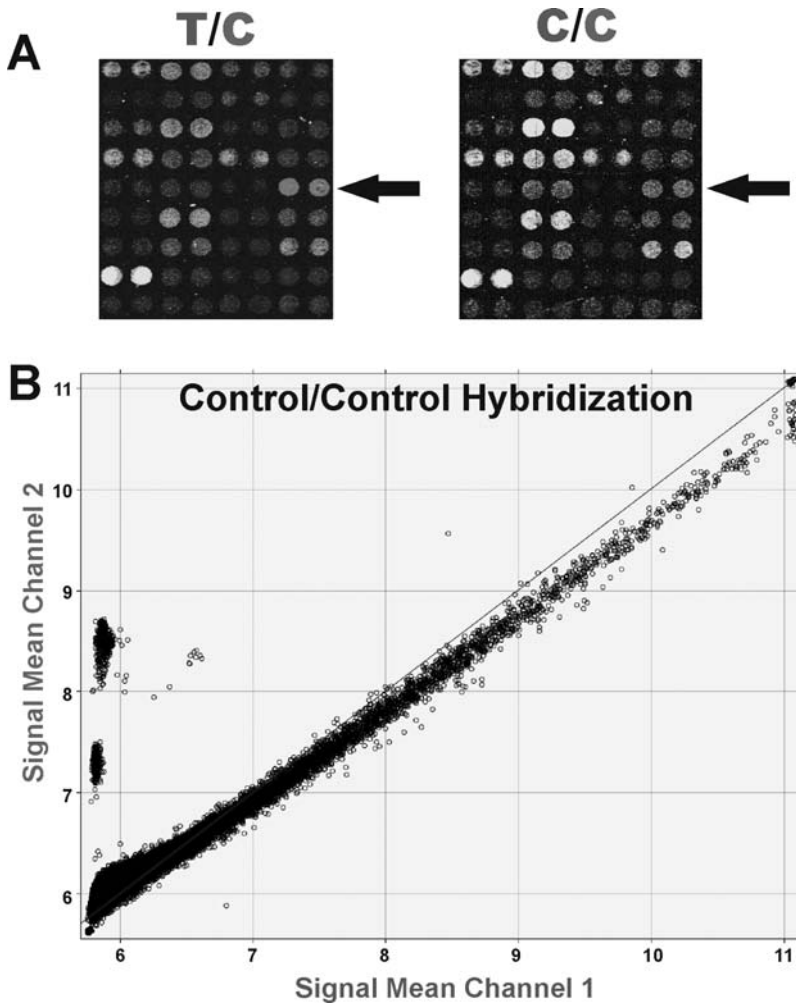 T/C C/C
A
B
Control/Control Hybridization
11
10
9
8
7
6
Signal Mean Channel 2
6 7 8 9 10 11
Signal Mean Channel 1